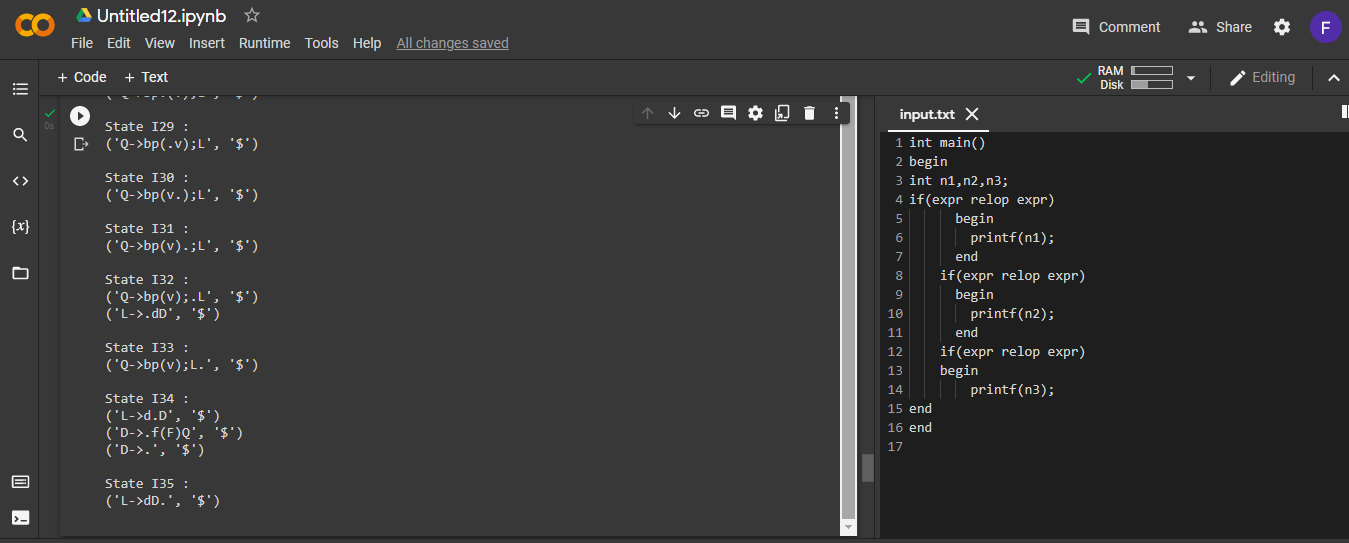 Untitled12.ipynb
Comment Share F
File Edit View Insert Runtime Tools Help All changes saved
+ Code + Text
RAM
Disk
Editing
0s
State I29 :
('Q->bp(.v);L', '$')
State I30 :
('Q->bp(v.);L', '$')
State I31 :
('Q->bp(v).;L', '$')
State I32 :
('Q->bp(v);.L', '$')
('L->.dD', '$')
State I33 :
('Q->bp(v);L.', '$')
State I34 :
('L->d.D', '$')
('D->.f(F)Q', '$')
('D->.', '$')
State I35 :
('L->dD.', '$')
{x}
input.txt
1 int main()
2 begin
3 int n1,n2,n3;
4 if(expr relop expr)
5 begin
6 printf(n1);
7 end
8 if(expr relop expr)
9 begin
10 printf(n2);
11 end
12 if(expr relop expr)
13 begin
14 printf(n3);
15 end
16 end
17